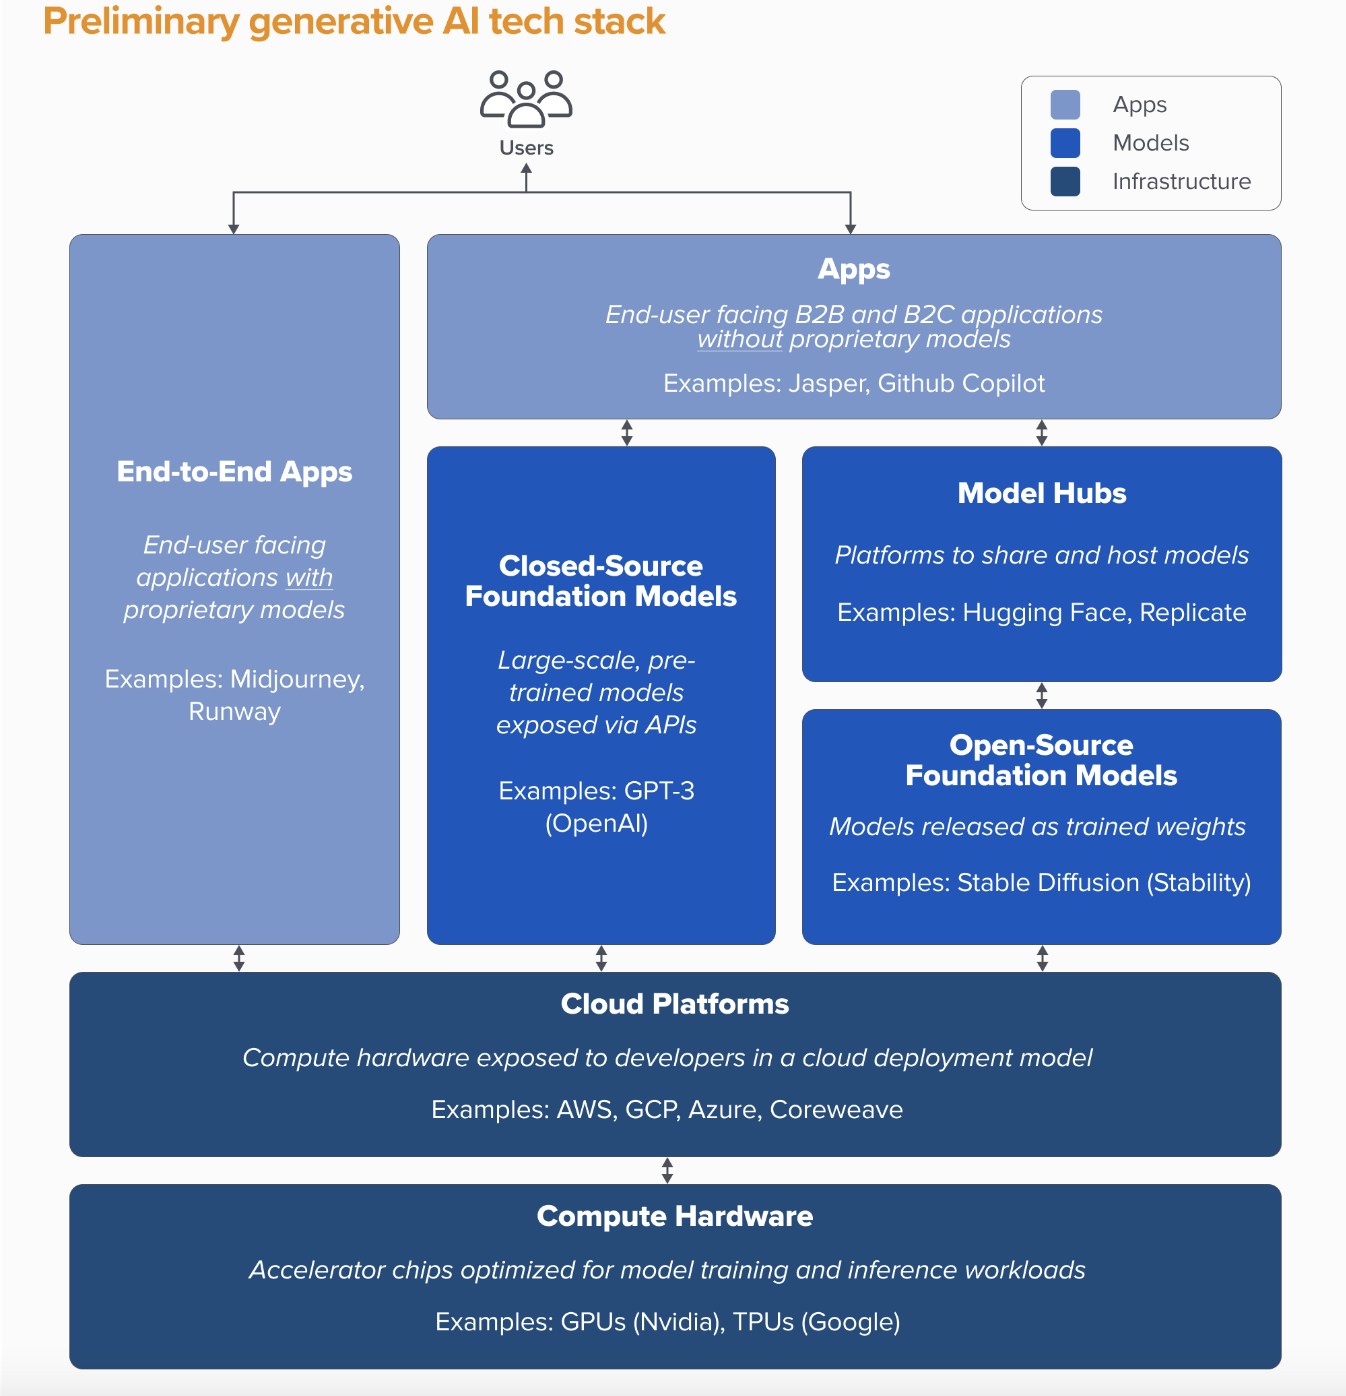 Preliminary generative AI tech stack
Users
Apps
Models
Infrastructure
End-to-End Apps
End-user facing
applications with
proprietary models
Examples: Midjourney,
Runway
Apps
End-user facing B2B and B2C applications
without proprietary models
Examples: Jasper, Github Copilot
Closed-Source
Foundation Models
Large-scale, pre-
trained models
exposed via APIs
Examples: GPT-3
(OpenAI)
Model Hubs
Platforms to share and host models
Examples: Hugging Face, Replicate
Open-Source
Foundation Models
Models released as trained weights
Examples: Stable Diffusion (Stability)
Cloud Platforms
Compute hardware exposed to developers in a cloud deployment model
Examples: AWS, GCP, Azure, Coreweave
Compute Hardware
Accelerator chips optimized for model training and inference workloads
Examples: GPUs (Nvidia), TPUs (Google)